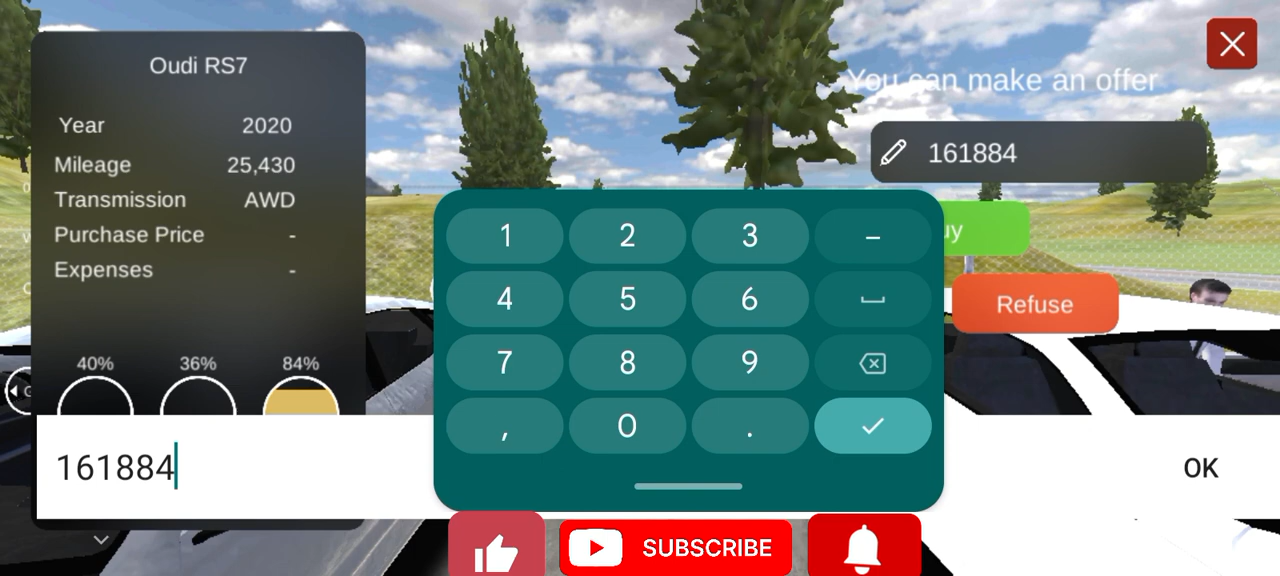 Oudi RS7
Year 2020
Mileage 25,430
Transmission AWD
Purchase Price -
Expenses -
40% 36% 84%
You can make an offer
161884
uy
Refuse
1 2 3 –
4 5 6
7 8 9
, 0 .
161884
OK
SUBSCRIBE